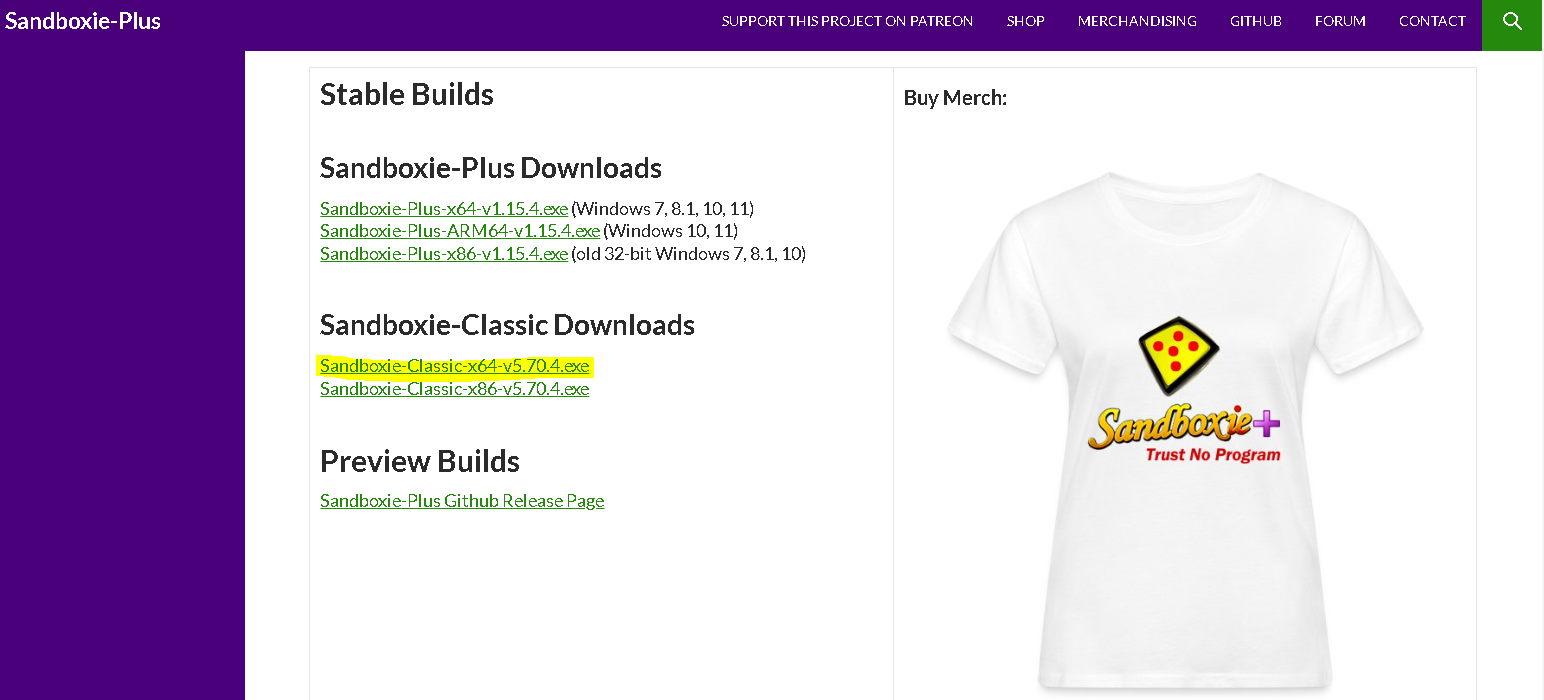 Sandboxie-Plus
SUPPORT THIS PROJECT ON PATREON SHOP MERCHANDISING GITHUB FORUM CONTACT
Stable Builds
Sandboxie-Plus Downloads
Sandboxie-Plus-x64-v1.15.4.exe (Windows 7, 8.1, 10, 11)
Sandboxie-Plus-ARM64-v1.15.4.exe (Windows 10, 11)
Sandboxie-Plus-x86-v1.15.4.exe (old 32-bit Windows 7, 8.1, 10)
Sandboxie-Classic Downloads
Sandboxie-Classic-x64-v5.70.4.exe
Sandboxie-Classic-x86-v5.70.4.exe
Preview Builds
Sandboxie-Plus Github Release Page
Buy Merch:
Sandboxie+
Trust No Program